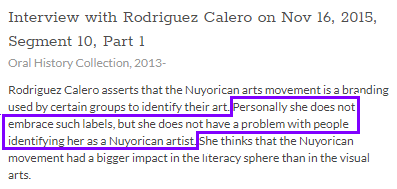 Interview with Rodriguez Calero on Nov 16, 2015,
Segment 10, Part 1
Oral History Collection, 2013-
Rodriguez Calero asserts that the Nuyorican arts movement is a branding
used by certain groups to identify their art. Personally she does not
embrace such labels, but she does not have a problem with people
identifying her as a Nuyorican artist. She thinks that the Nuyorican
movement had a bigger impact in the literacy sphere than in the visual
arts.